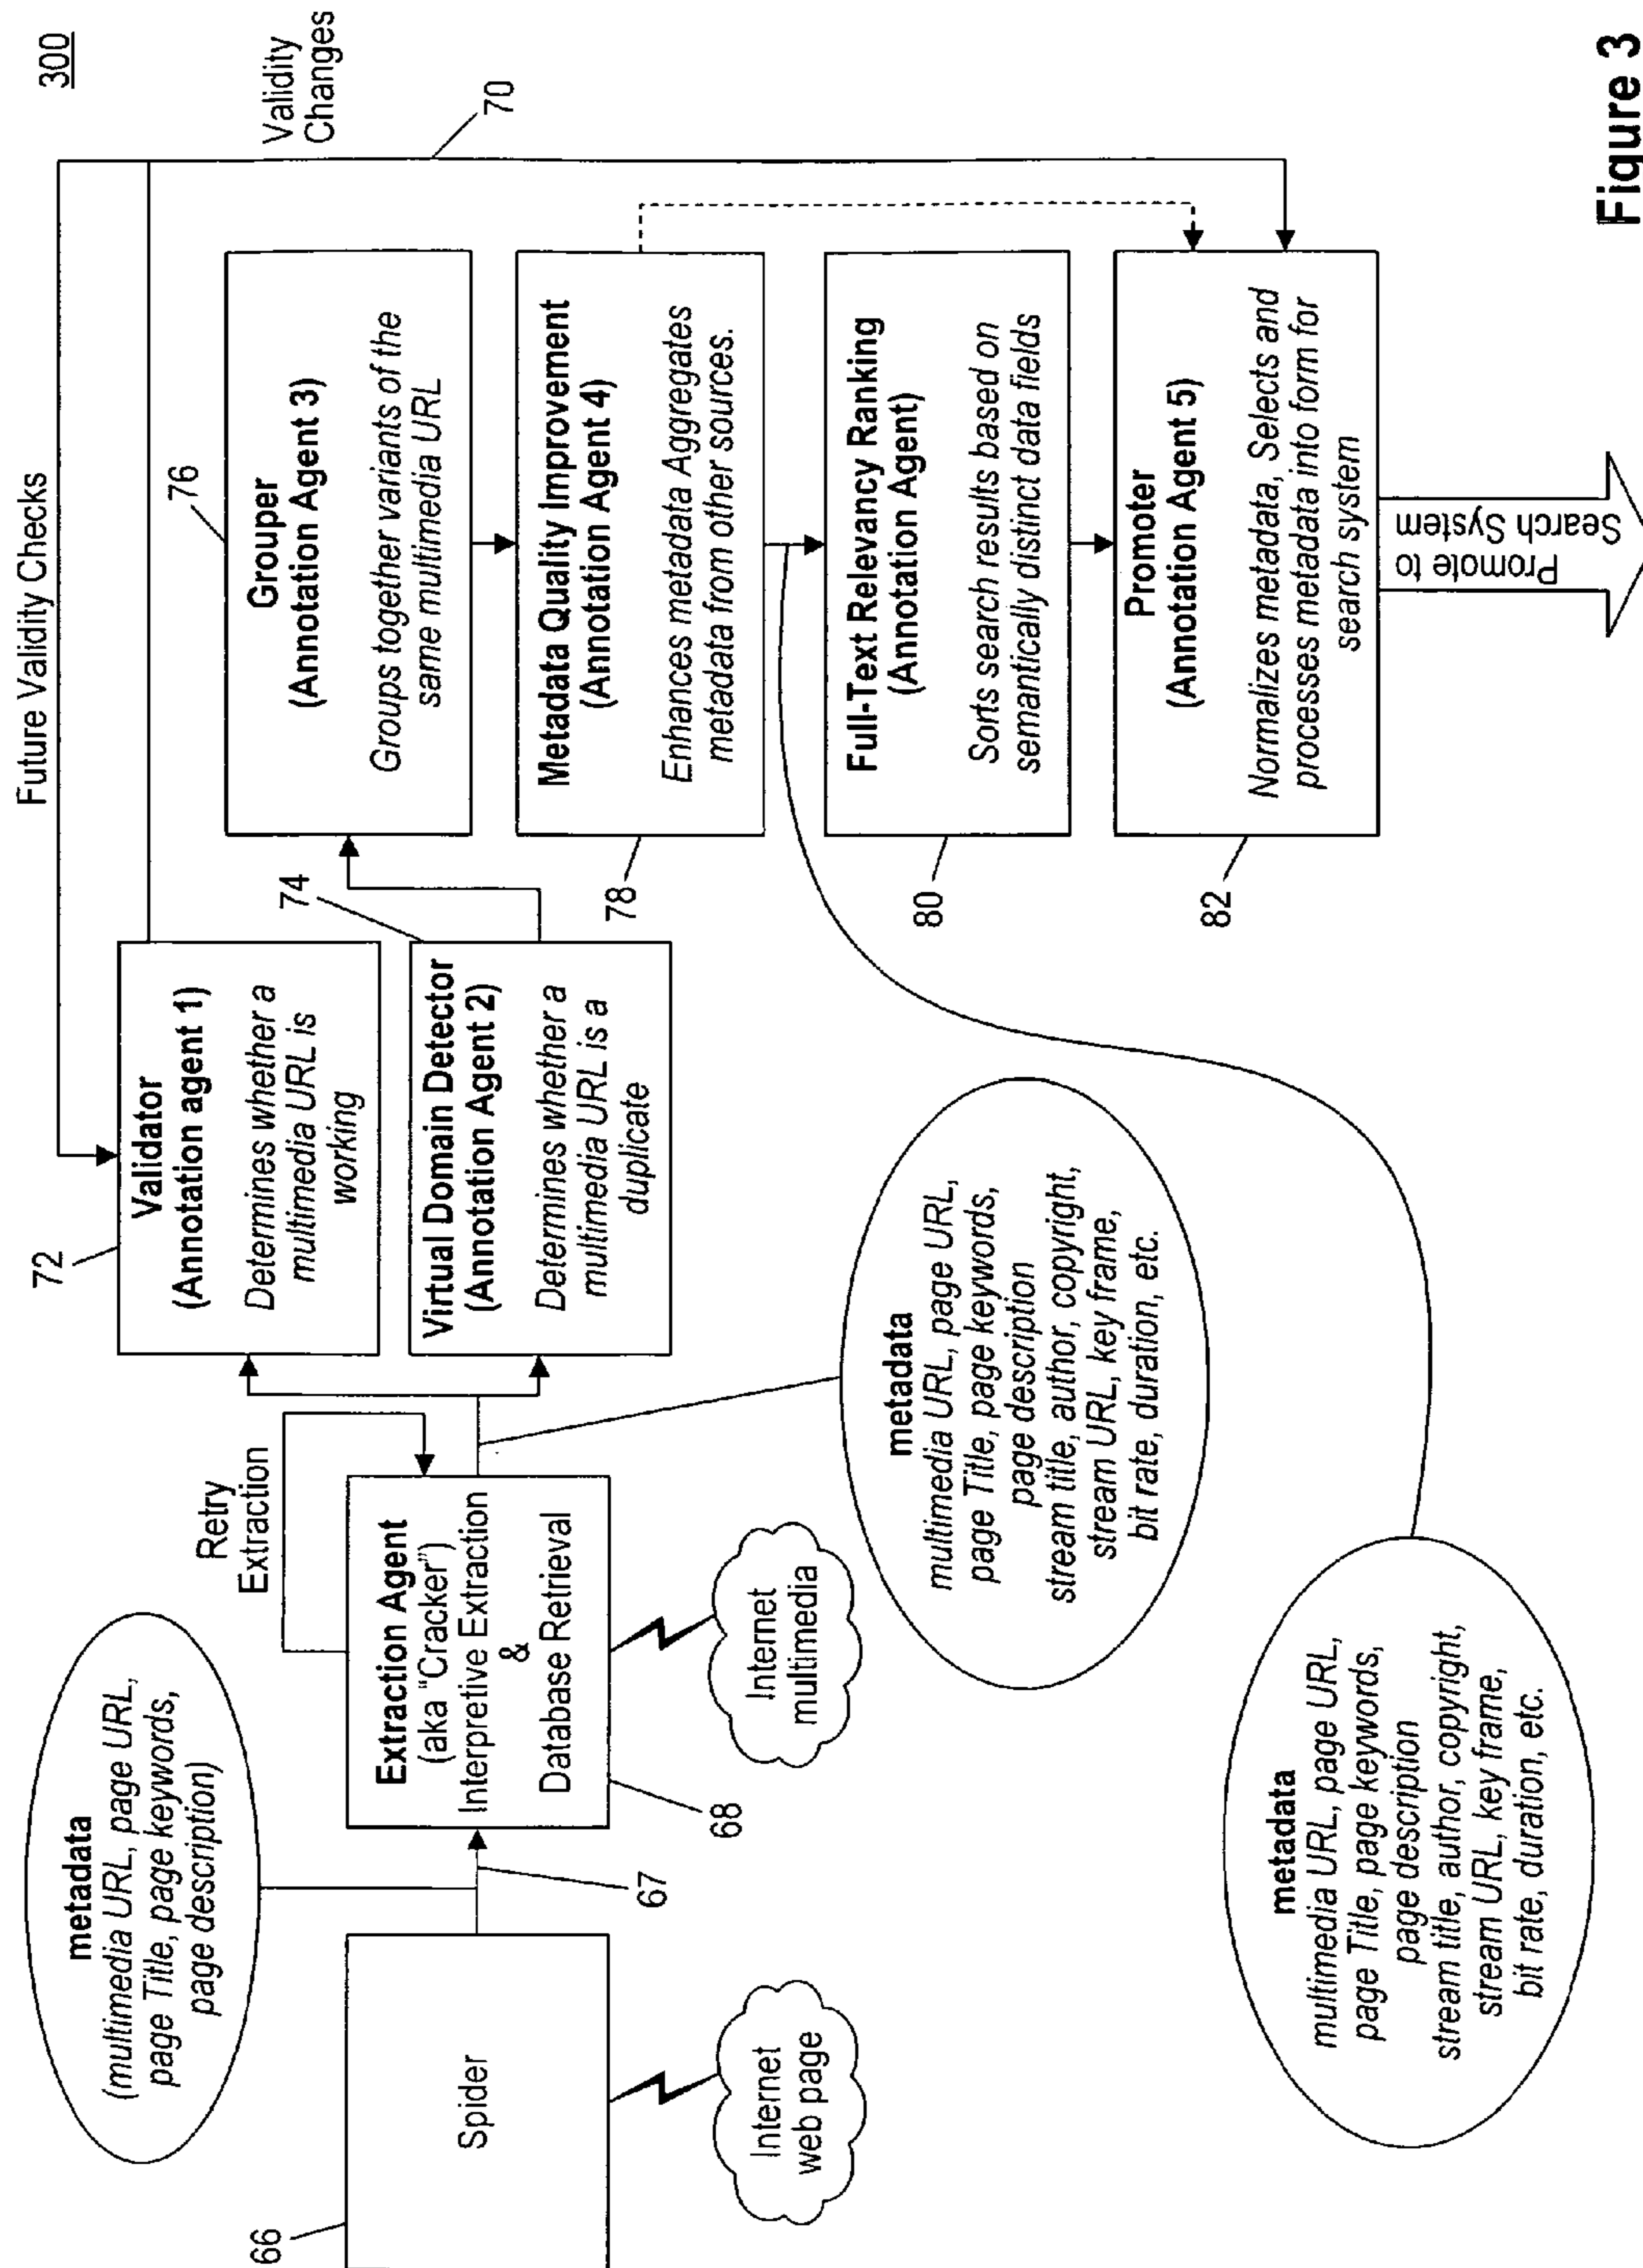 300
Future Validity Checks
Validity
Changes
70
72
Validator
(Annotation agent 1)
Determines whether a
multimedia URL is
working
76
Grouper
(Annotation Agent 3)
Groups together variants of the
same multimedia URL
74
Virtual Domain Detector
(Annotation Agent 2)
Determines whether a
multimedia URL is a
duplicate
Metadata Quality Improvement
(Annotation Agent 4)
Enhances metadata Aggregates
metadata from other sources.
78
Full-Text Relevancy Ranking
(Annotation Agent)
Sorts search results based on
semantically distinct data fields
80
Promoter
(Annotation Agent 5)
Normalizes metadata, Selects and
processes metadata into form for
search system
82
Promote to
Search System
metadata
(multimedia URL, page URL,
page Title, page keywords,
page description)
Retry
Extraction
66
Spider
67
Extraction Agent
(aka "Cracker")
Interpretive Extraction
&
Database Retrieval
68
Internet
web page
Internet
multimedia
metadata
multimedia URL, page URL,
page Title, page keywords,
page description
stream title, author, copyright,
stream URL, key frame,
bit rate, duration, etc.
metadata
multimedia URL, page URL,
page Title, page keywords,
page description
stream title, author, copyright,
stream URL, key frame,
bit rate, duration, etc.
Figure 3